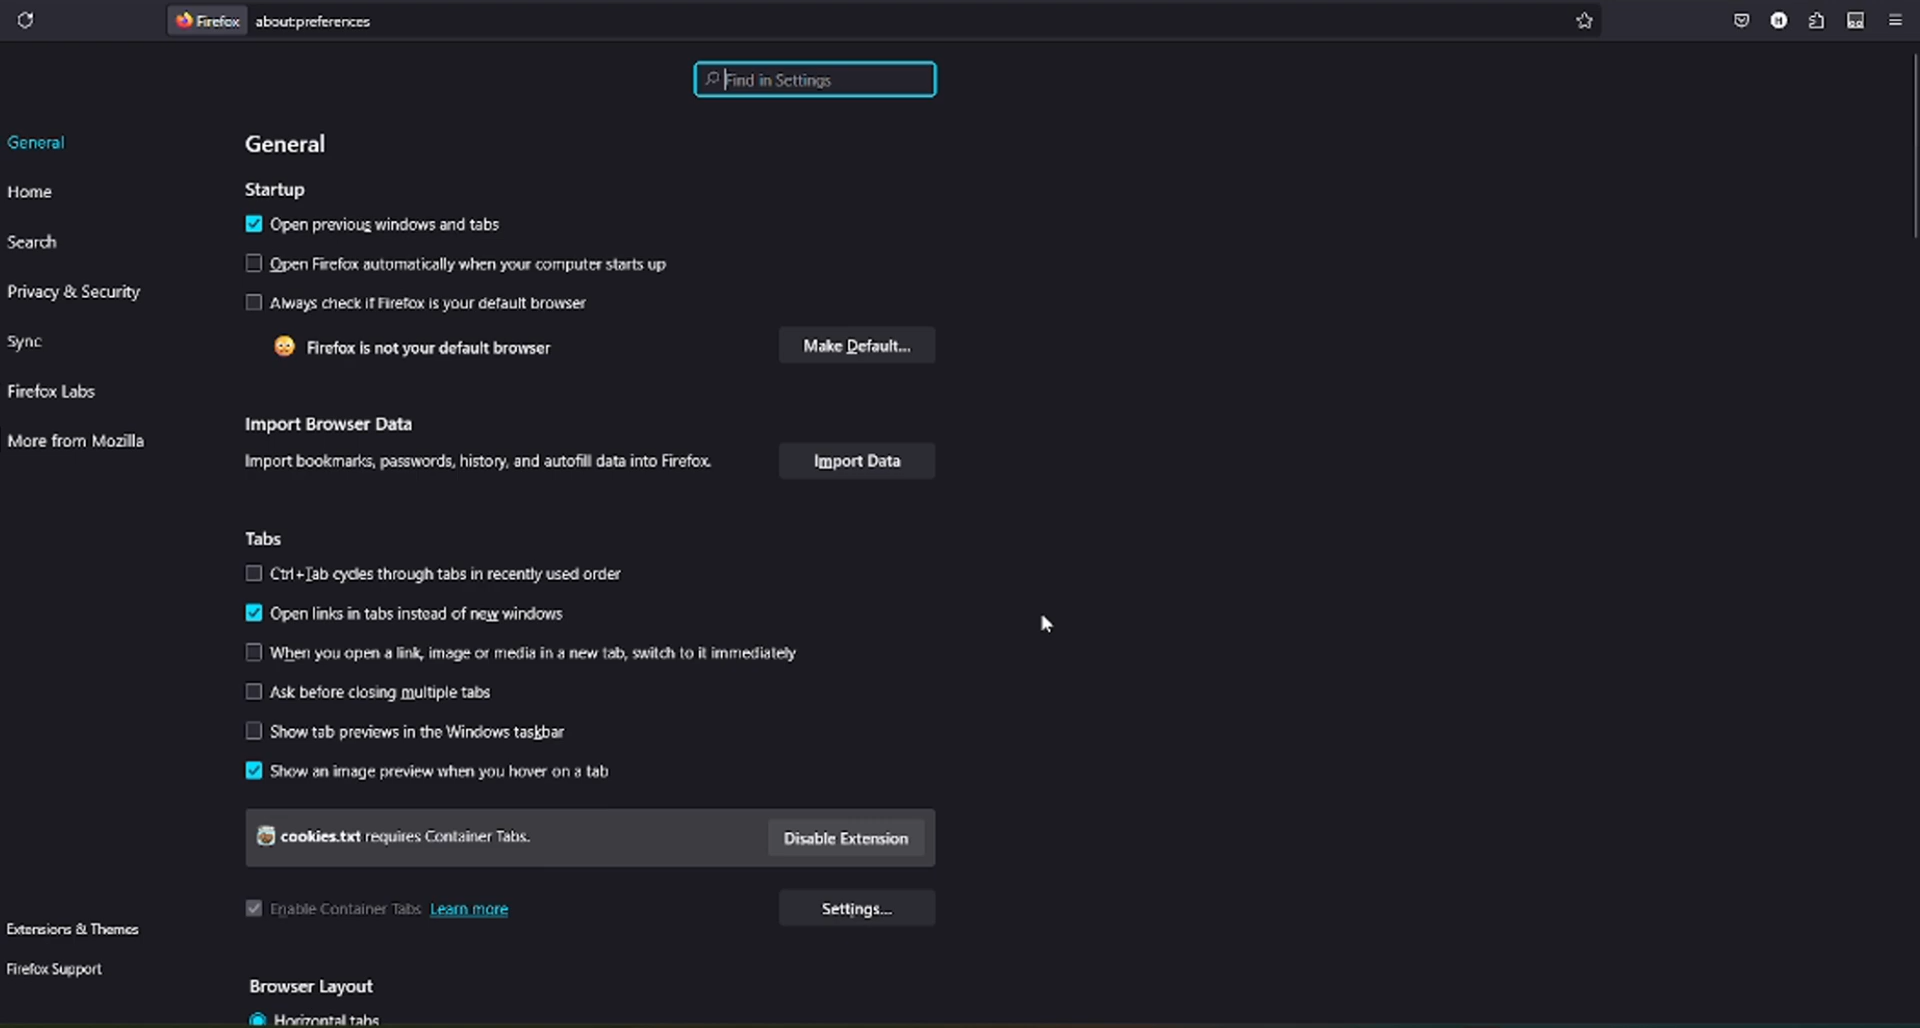 Firefox about:preferences
Find in Settings
General
Home
Search
Privacy & Security
Sync
Firefox Labs
More from Mozilla
Extensions & Themes
Firefox Support
General
Startup
Open previous windows and tabs
Open Firefox automatically when your computer starts up
Always check if Firefox is your default browser
Firefox is not your default browser
Make Default...
Import Browser Data
Import bookmarks, passwords, history, and autofill data into Firefox.
Import Data
Tabs
Ctrl+Tab cycles through tabs in recently used order
Open links in tabs instead of new windows
When you open a link, image or media in a new tab, switch to it immediately
Ask before closing multiple tabs
Show tab previews in the Windows taskbar
Show an image preview when you hover on a tab
cookies.txt requires Container Tabs.
Disable Extension
Enable Container Tabs Learn more
Settings...
Browser Layout
Horizontal tabs